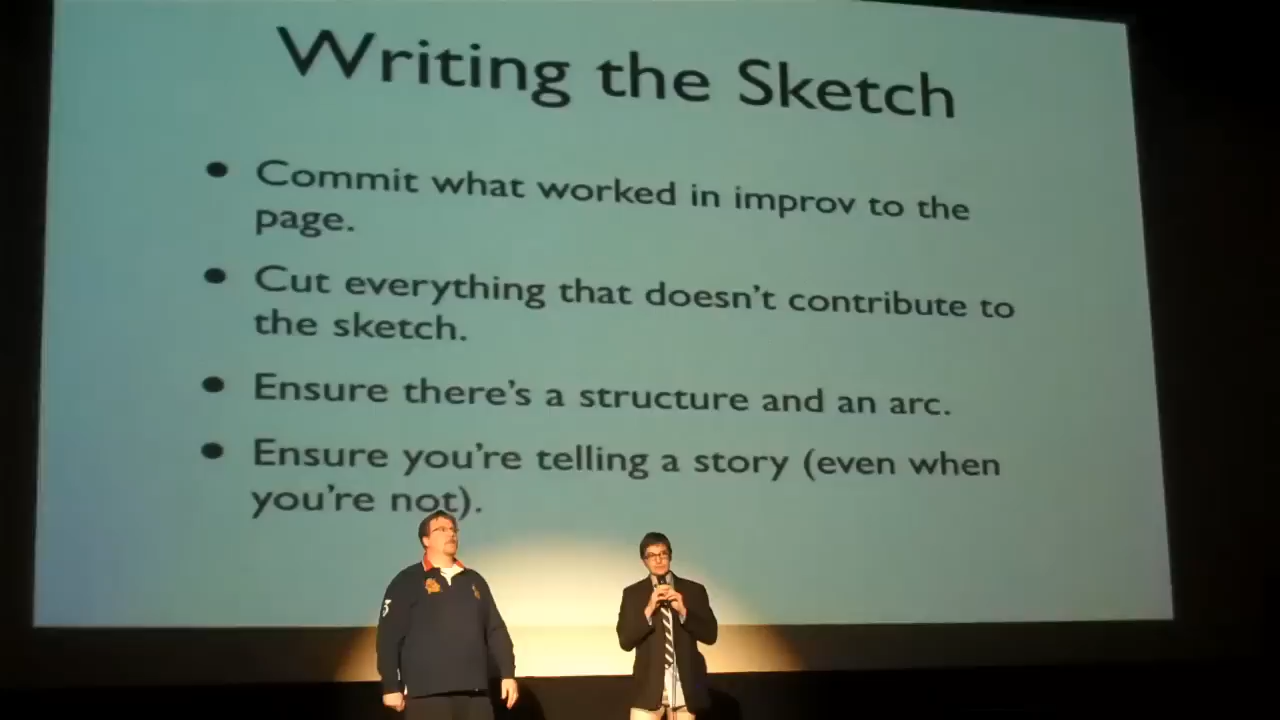 Writing the Sketch
• Commit what worked in improv to the
page.
• Cut everything that doesn't contribute to
the sketch.
• Ensure there's a structure and an arc.
• Ensure you're telling a story (even when
you're not).
3